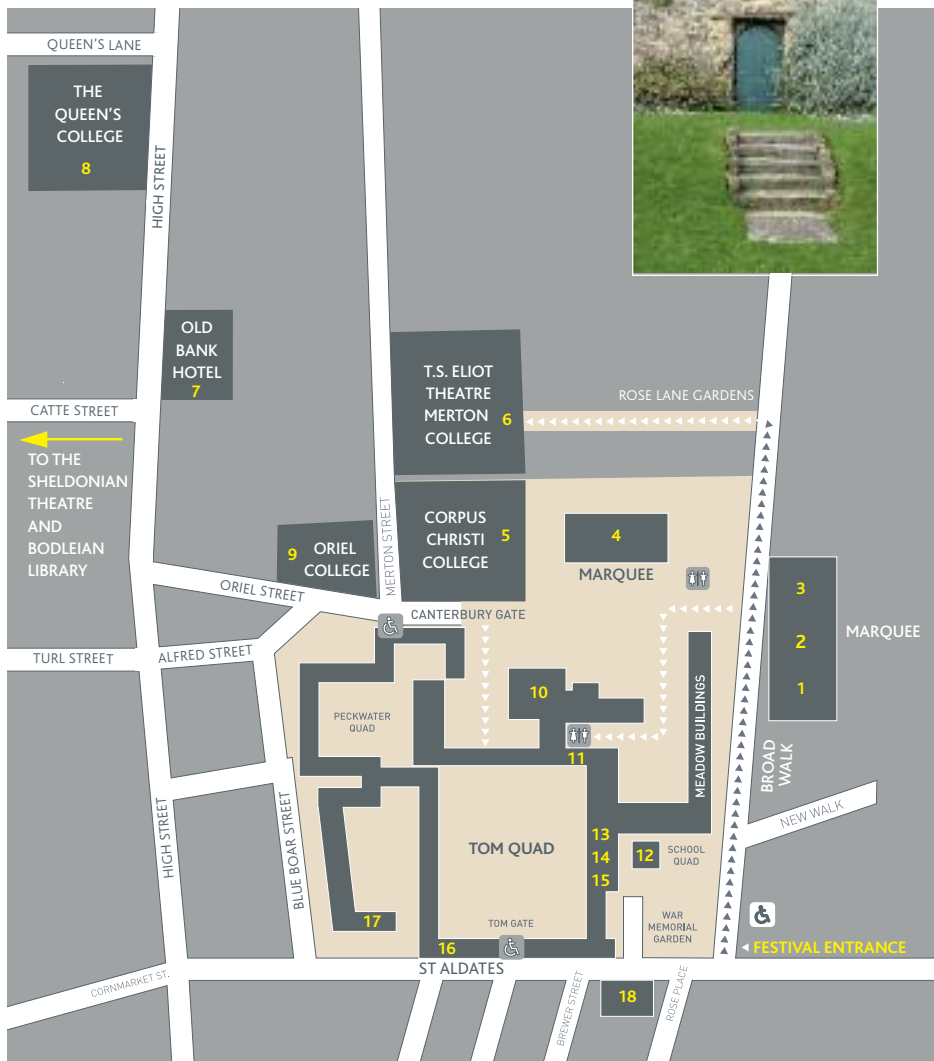 QUEEN'S LANE
THE
QUEEN'S
COLLEGE
8
HIGH STREET
OLD
BANK
HOTEL
7
CATTE STREET
TO THE
SHELDONIAN
THEATRE
AND
BODLEIAN
LIBRARY
T.S. ELIOT
THEATRE
MERTON
COLLEGE
6
ROSE LANE GARDENS
MERTON STREET
CORPUS
CHRISTI
COLLEGE
5
4
MARQUEE
9
ORIEL
COLLEGE
ORIEL STREET
CANTERBURY GATE
3
2
1
MARQUEE
TURL STREET
ALFRED STREET
PECKWATER
QUAD
10
11
MEADOW BUILDINGS
BROAD
WALK
NEW WALK
HIGH STREET
BLUE BOAR STREET
TOM QUAD
13
14
15
12
SCHOOL
QUAD
17
16
TOM GATE
WAR
MEMORIAL
GARDEN
FESTIVAL ENTRANCE
ST ALDATES
CORNMARKET ST.
BREWER STREET
18
ROSE PLACE